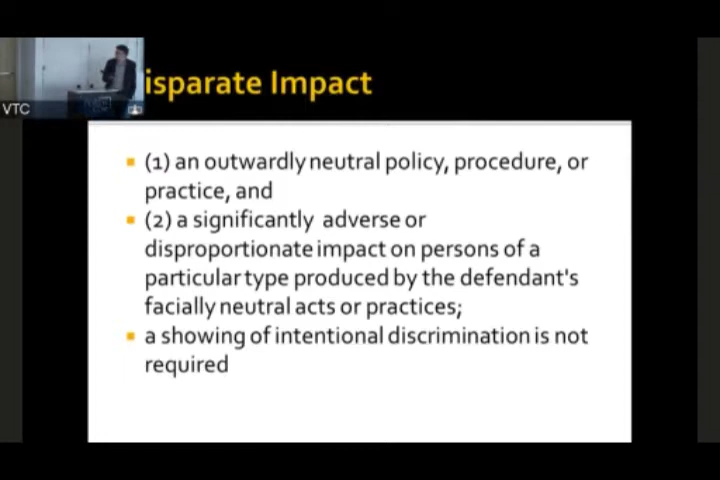 isparate Impact
VTC
(1) an outwardly neutral policy, procedure, or
practice, and
(2) a significantly adverse or
disproportionate impact on persons of a
particular type produced by the defendant's
facially neutral acts or practices;
a showing of intentional discrimination is not
required